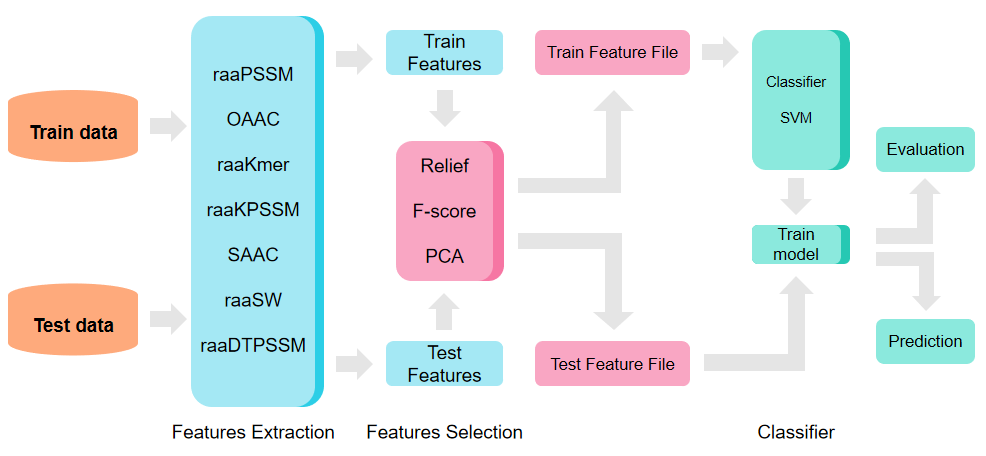 Train data
Test data
raaPSSM
OAAC
raaKmer
raaKPSSM
SAAC
raaSW
raaDTPSSM
Features Extraction
Train
Features
Relief
F-score
PCA
Test
Features
Features Selection
Train Feature File
Test Feature File
Classifier
SVM
Train
model
Classifier
Evaluation
Prediction